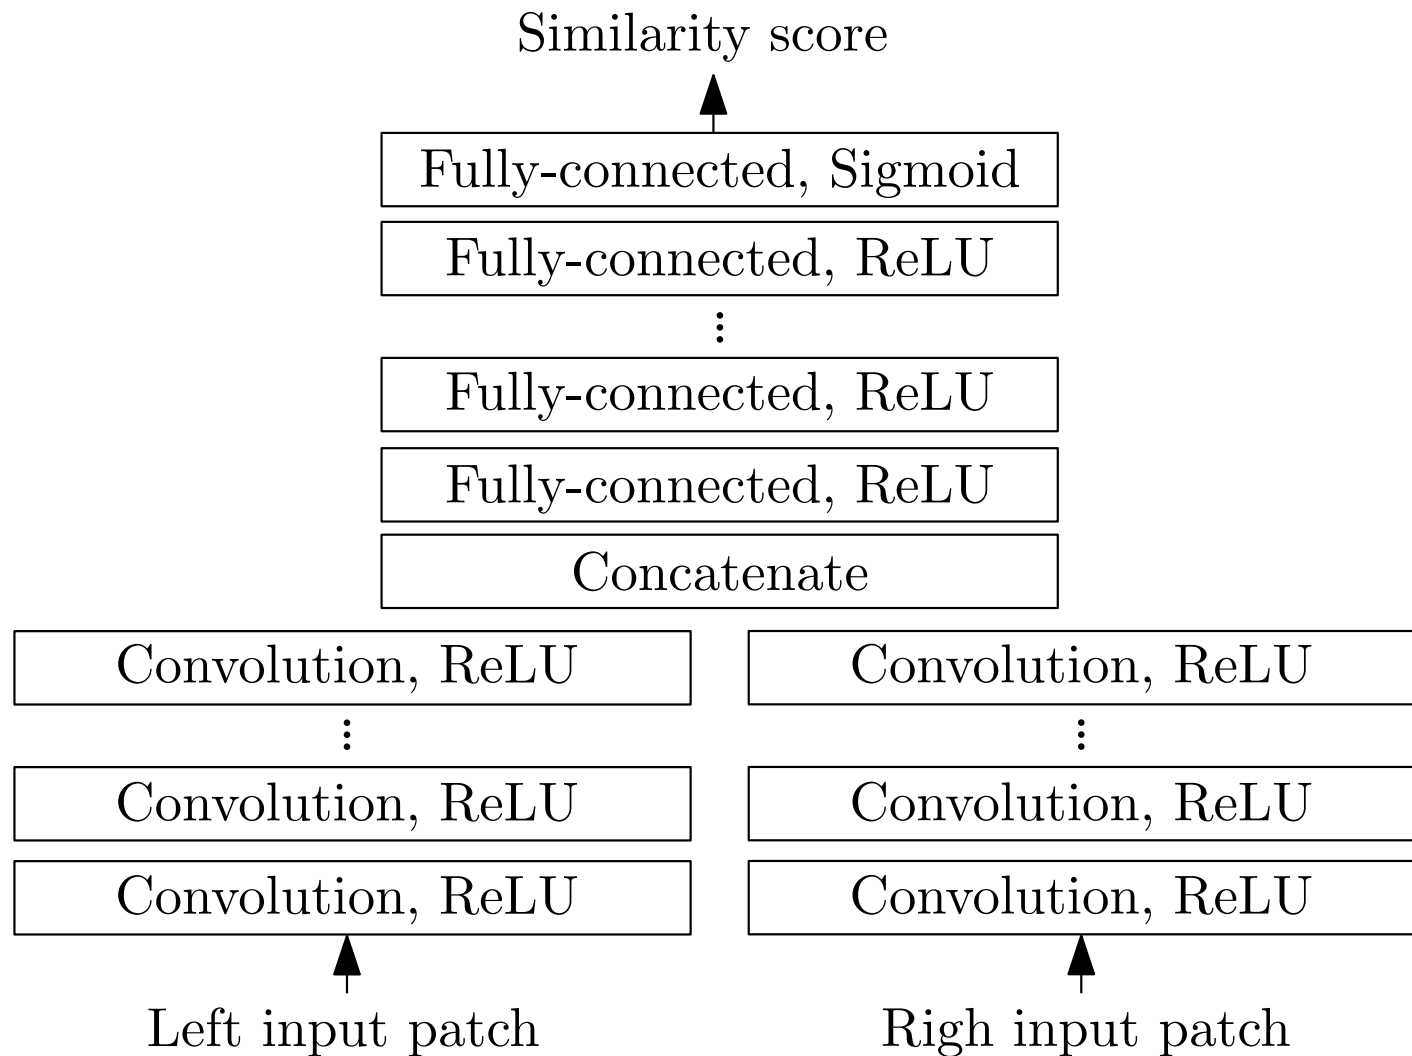 Similarity score
Fully-connected, Sigmoid
Fully-connected, ReLU
Fully-connected, ReLU
Fully-connected, ReLU
Concatenate
Convolution, ReLU
Convolution, ReLU
Convolution, ReLU
Convolution, ReLU
Convolution, ReLU
Convolution, ReLU
Left input patch
Righ input patch